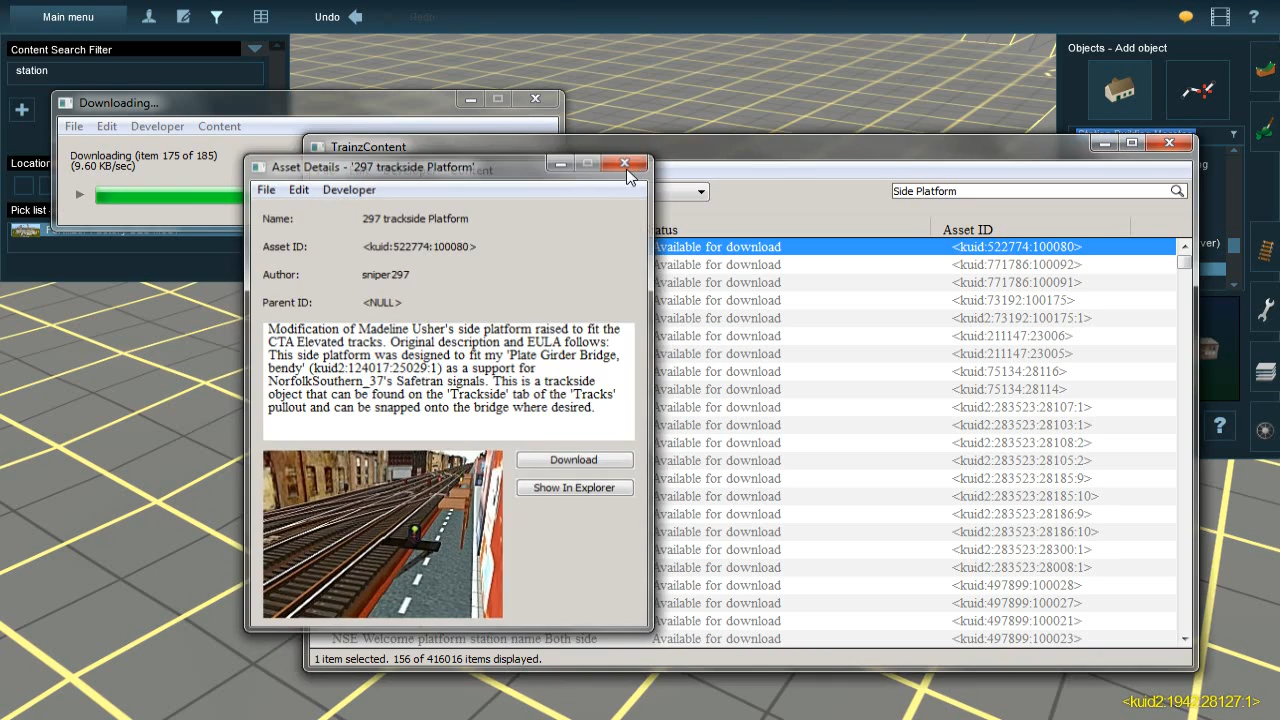 Main menu
Undo
Redo
Content Search Filter
station
Objects - Add object
Downloading...
File Edit Developer Content
Downloading (item 175 of 185)
(9.60 KB/sec)
Location
Pick list
TrainzContent
Side Platform
Asset ID
Asset Details - '297 trackside Platform'
File Edit Developer
Name: 297 trackside Platform
Asset ID: <kuid:522774:100080>
Author: sniper297
Parent ID: <NULL>
Modification of Madeline Usher's side platform raised to fit the
CTA Elevated tracks. Original description and EULA follows:
This side platform was designed to fit my 'Plate Girder Bridge,
bendy' (kuid2:124017:25029:1) as a support for
NorfolkSouthern_37's Safetran signals. This is a trackside
object that can be found on the 'Trackside' tab of the 'Tracks'
pullout and can be snapped onto the bridge where desired.
Download
Show In Explorer
Available for download <kuid:522774:100080>
Available for download <kuid:771786:100092>
Available for download <kuid:771786:100091>
Available for download <kuid:73192:100175>
Available for download <kuid2:73192:100175:1>
Available for download <kuid:211147:23006>
Available for download <kuid:211147:23005>
Available for download <kuid:75134:28116>
Available for download <kuid:75134:28114>
Available for download <kuid2:283523:28107:1>
Available for download <kuid2:283523:28103:1>
Available for download <kuid2:283523:28108:2>
Available for download <kuid2:283523:28105:2>
Available for download <kuid2:283523:28185:9>
Available for download <kuid2:283523:28185:10>
Available for download <kuid2:283523:28186:9>
Available for download <kuid2:283523:28186:10>
Available for download <kuid2:283523:28300:1>
Available for download <kuid2:283523:28008:1>
Available for download <kuid:497899:100028>
Available for download <kuid:497899:100027>
Available for download <kuid:497899:100021>
NSE Welcome platform station name Both side Available for download <kuid:497899:100023>
1 item selected. 156 of 416016 items displayed.
<kuid2:1942:28127:1>